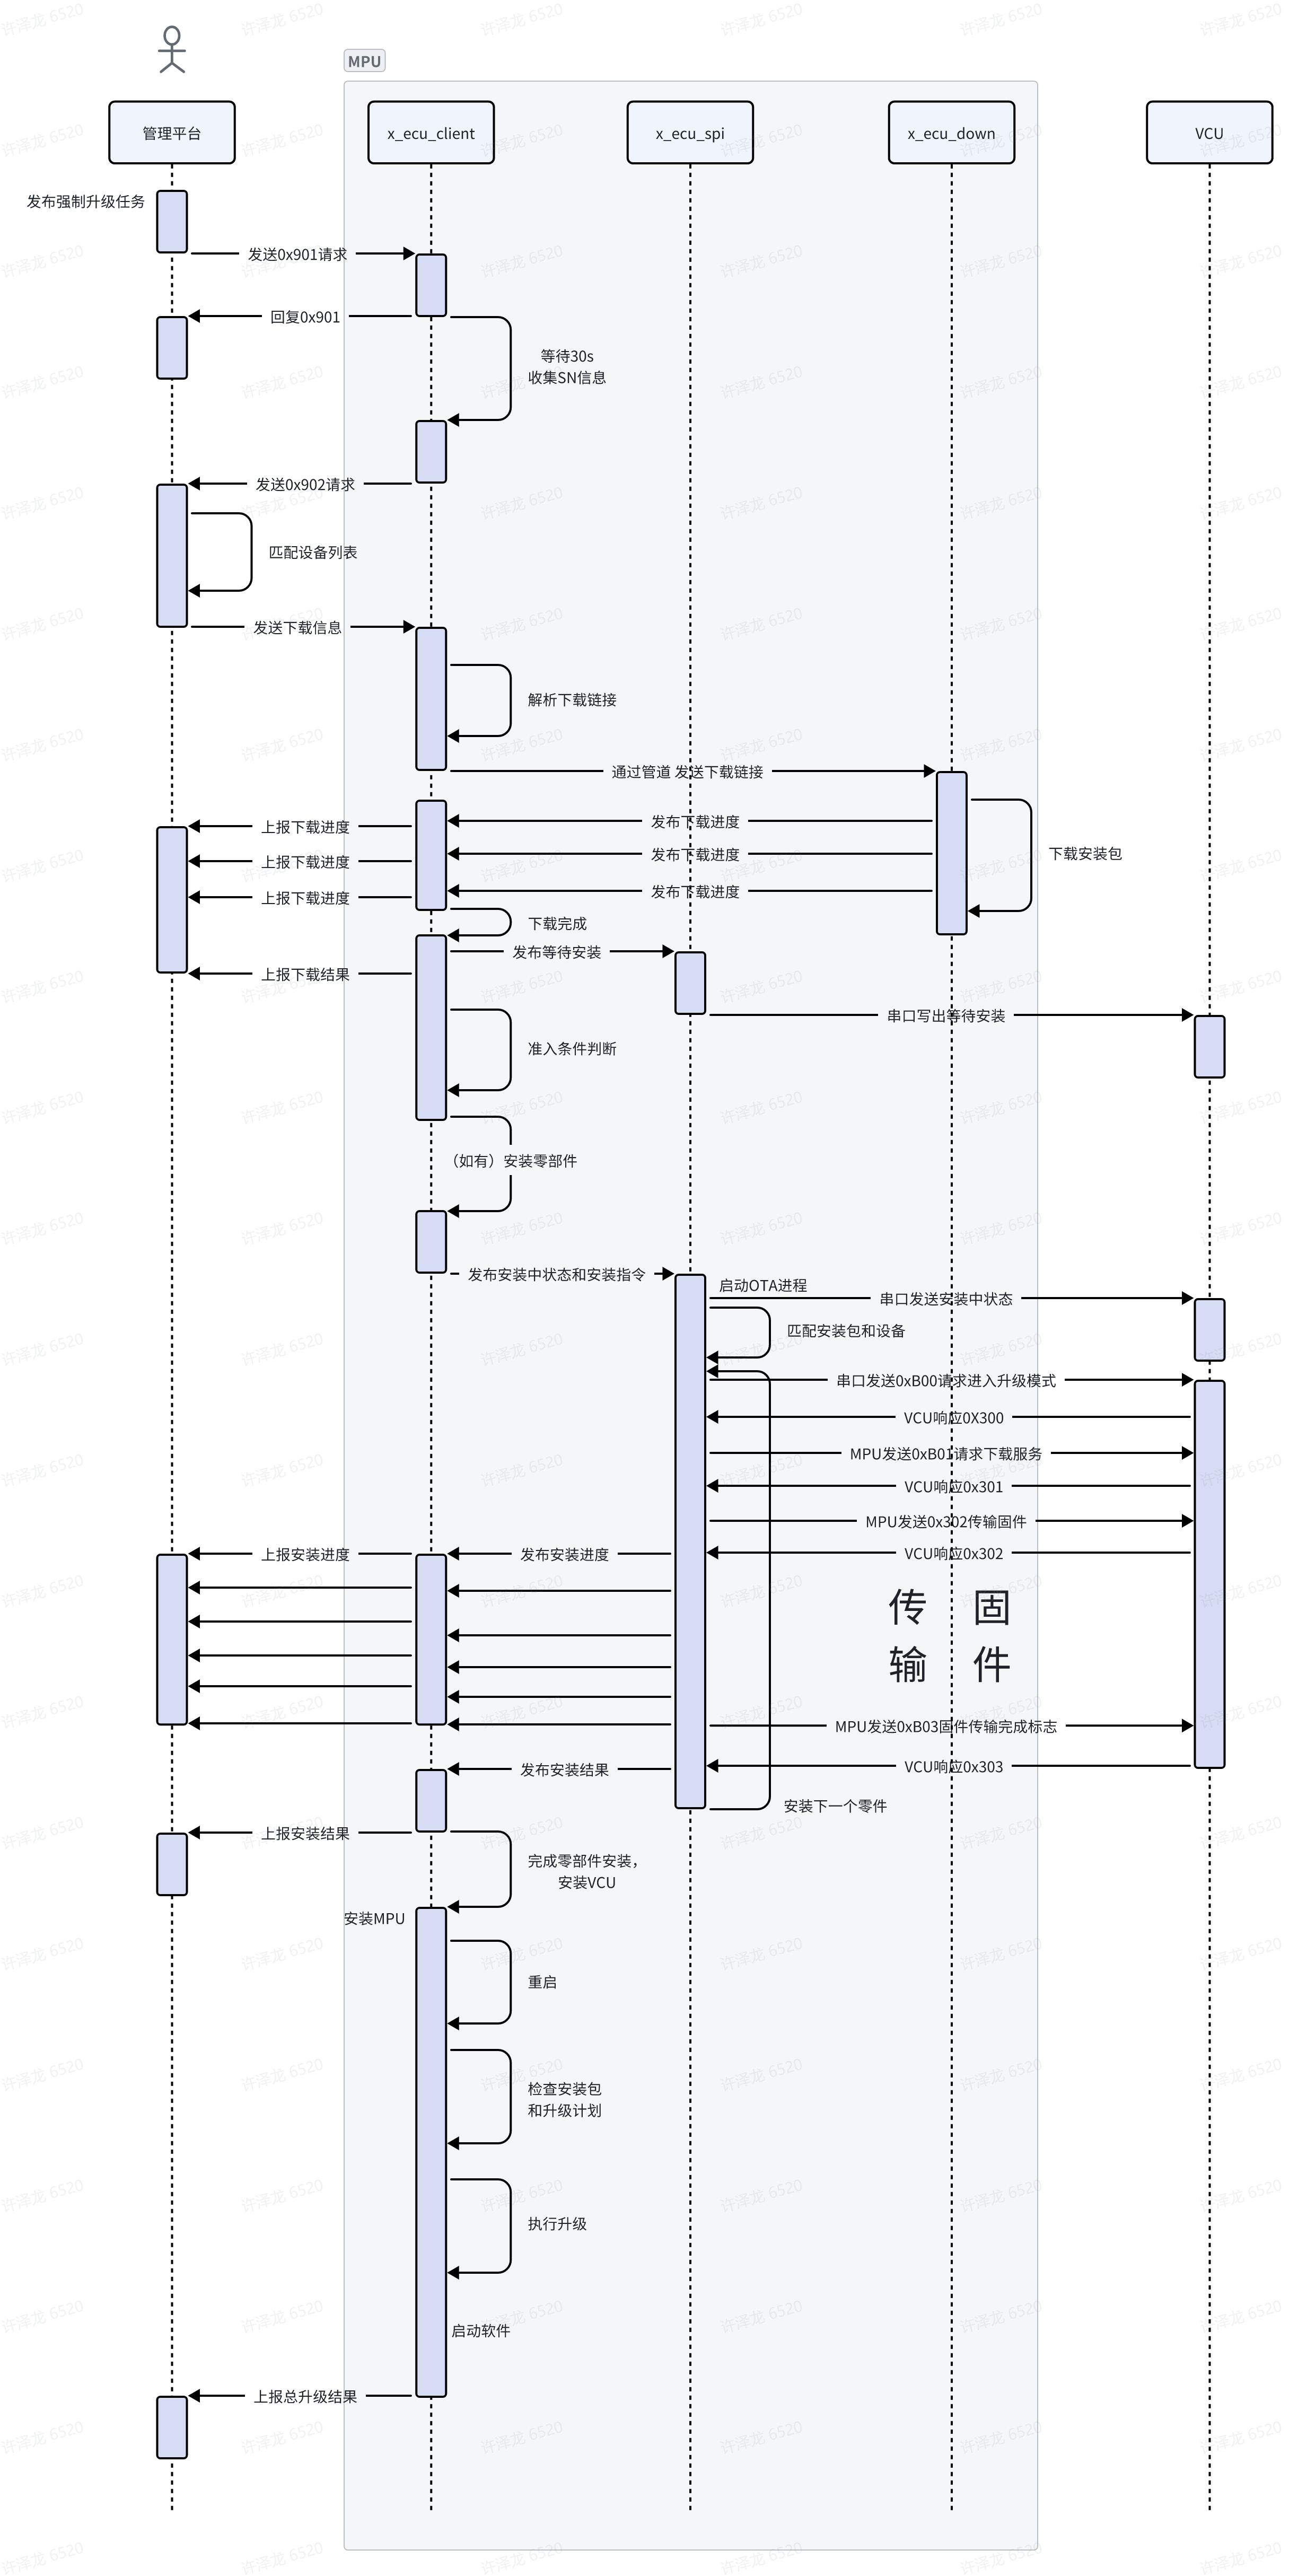 MPU
管理平台
x_ecu_client
x_ecu_spi
x_ecu_down
VCU
发布强制升级任务
发送0x901请求
回复0x901
等待30s
收集SN信息
发送0x902请求
匹配设备列表
发送下载信息
解析下载链接
通过管道 发送下载链接
发布下载进度
上报下载进度
下载安装包
发布下载进度
上报下载进度
发布下载进度
上报下载进度
下载完成
发布等待安装
上报下载结果
串口写出等待安装
准入条件判断
（如有）安装零部件
发布安装中状态和安装指令
启动OTA进程
串口发送安装中状态
匹配安装包和设备
串口发送0xB00请求进入升级模式
VCU响应0X300
MPU发送0xB01请求下载服务
VCU响应0x301
MPU发送0x302传输固件
VCU响应0x302
上报安装进度
发布安装进度
传 固
输 件
MPU发送0xB03固件传输完成标志
VCU响应0x303
发布安装结果
安装下一个零件
上报安装结果
完成零部件安装，
安装VCU
安装MPU
重启
检查安装包
和升级计划
执行升级
启动软件
上报总升级结果
许泽龙 6520